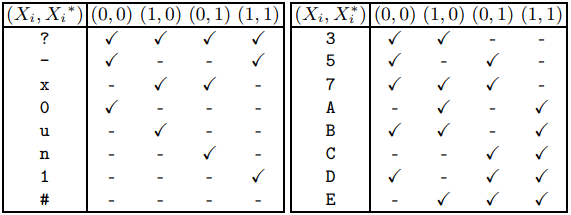 (X_i, X_i*) (0,0) (1,0) (0,1) (1,1) (X_i, X_i*) (0,0) (1,0) (0,1) (1,1)
? ✓ ✓ ✓ ✓ 3 ✓ ✓ - -
- ✓ - - ✓ 5 ✓ - ✓ -
x - ✓ ✓ - 7 ✓ ✓ ✓ -
0 ✓ - - - A - ✓ - ✓
u - ✓ - - B ✓ ✓ - ✓
n - - ✓ - C - - ✓ ✓
1 - - - ✓ D ✓ - ✓ ✓
# - - - - E - ✓ ✓ ✓